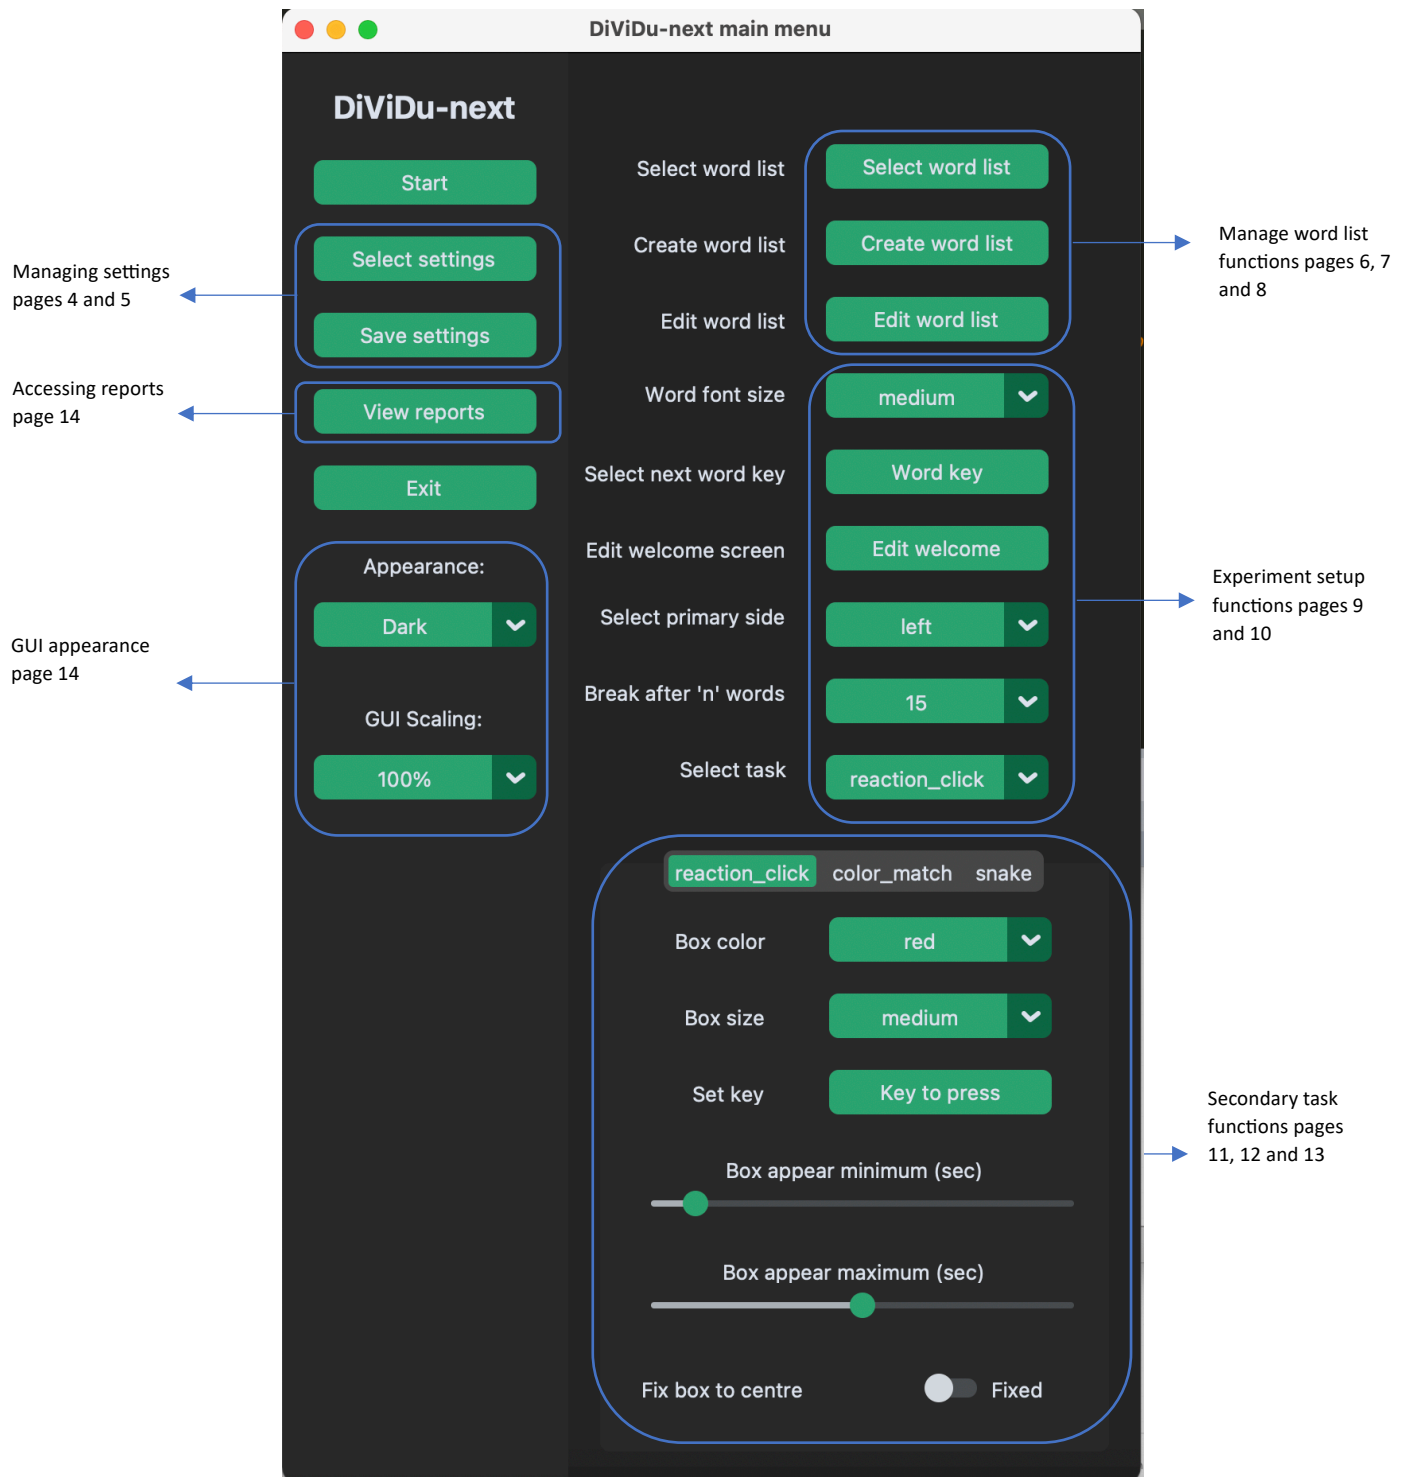 DiViDu-next main menu
DiViDu-next
Start
Select settings
Save settings
View reports
Exit
Appearance:
Dark
GUI Scaling:
100%
Managing settings
pages 4 and 5
Accessing reports
page 14
GUI appearance
page 14
Select word list Select word list
Create word list Create word list
Edit word list Edit word list
Word font size medium
Select next word key Word key
Edit welcome screen Edit welcome
Select primary side left
Break after 'n' words 15
Select task reaction_click
reaction_click color_match snake
Box color red
Box size medium
Set key Key to press
Box appear minimum (sec)
Box appear maximum (sec)
Fix box to centre Fixed
Manage word list
functions pages 6, 7
and 8
Experiment setup
functions pages 9
and 10
Secondary task
functions pages
11, 12 and 13